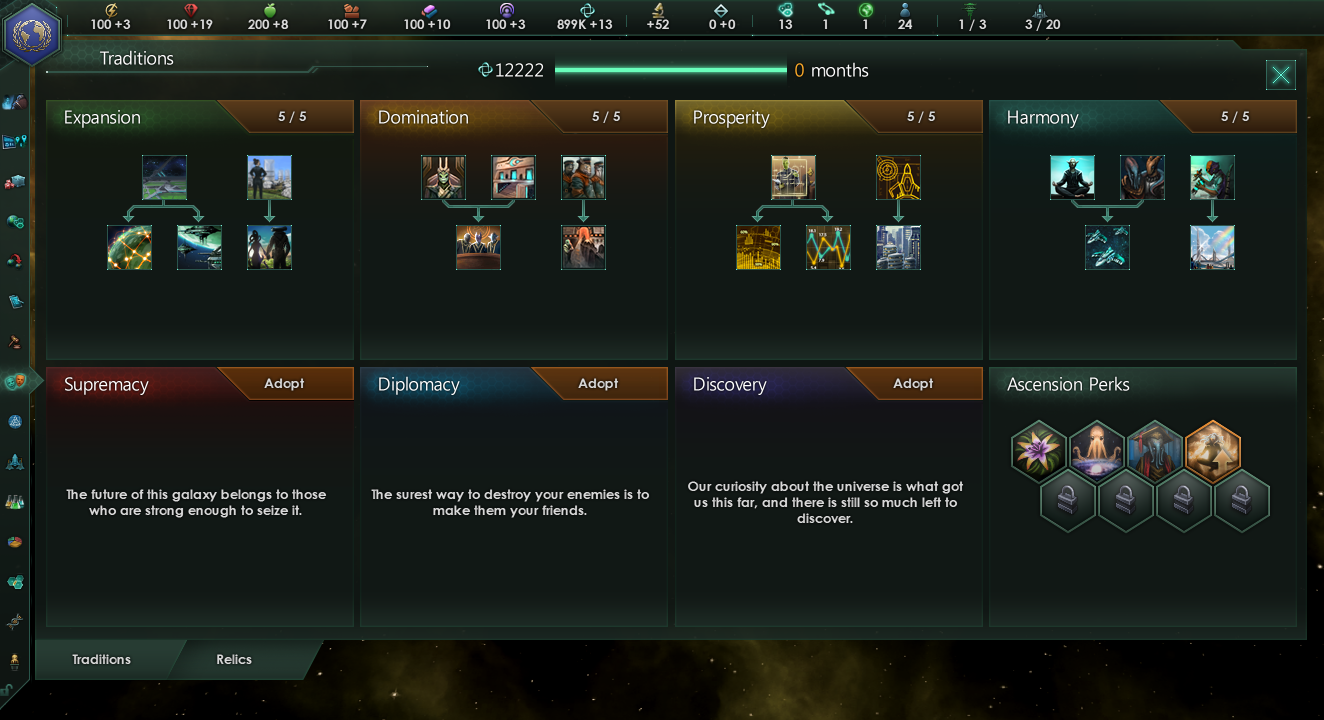 100 +3 100 +19 200 +8 100 +7 100 +10 100 +3 899K +13 +52 0 +0 13 1 1 24 1 / 3 3 / 20
Traditions
12222 0 months
Expansion 5 / 5
Domination 5 / 5
Prosperity 5 / 5
Harmony 5 / 5
Supremacy Adopt
The future of this galaxy belongs to those
who are strong enough to seize it.
Diplomacy Adopt
The surest way to destroy your enemies is to
make them your friends.
Discovery Adopt
Our curiosity about the universe is what got
us this far, and there is still so much left to
discover.
Ascension Perks
Traditions Relics